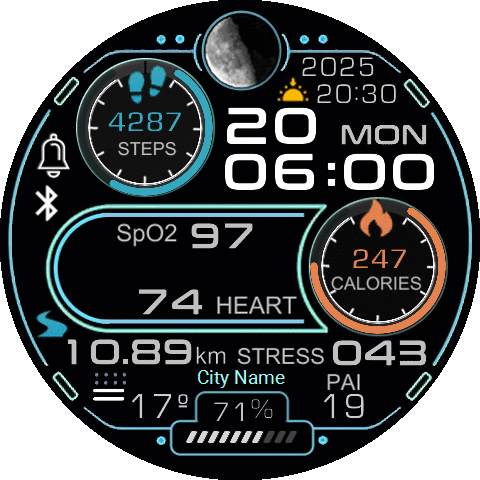 2025
20:30
4287
STEPS
20 MON
06:00
SpO2 97
247
CALORIES
74 HEART
10.89km STRESS 043
City Name
PAI
17º 71% 19